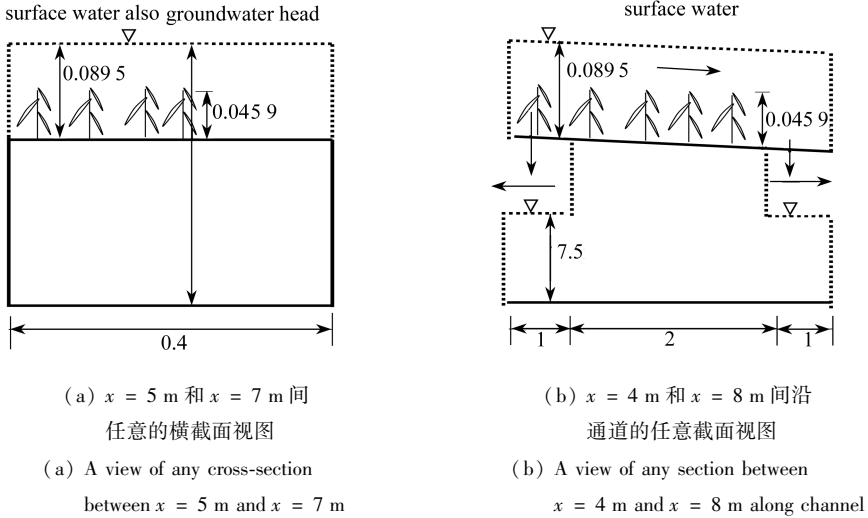 surface water also groundwater head
0.089 5
0.045 9
0.4
(a) x = 5 m 和 x = 7 m 间
任意的横截面视图
(a) A view of any cross-section
between x = 5 m and x = 7 m
surface water
0.089 5
0.045 9
7.5
1
2
1
(b) x = 4 m 和 x = 8 m 间沿
通道的任意截面视图
(b) A view of any section between
x = 4 m and x = 8 m along channel